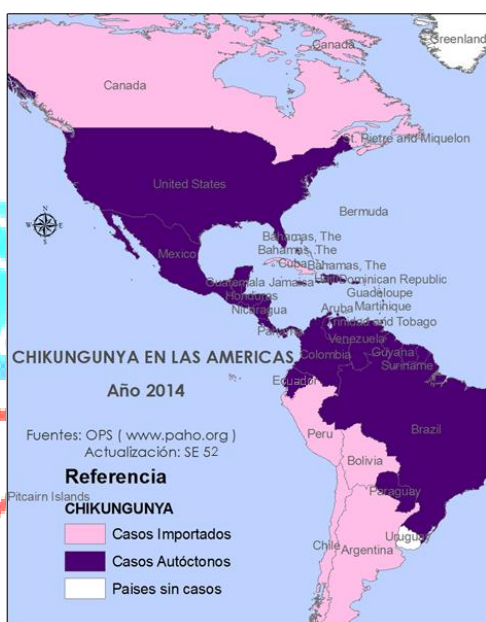 Greenland
Canada
Canada
St. Pierre and Miquelon
United States
Bermuda
Bahamas, The
Mexico
Bahamas, The
Cuba
Bahamas, The
Guatemala
Jamaica
Dominican Republic
Honduras
Guadeloupe
Nicaragua
Aruba
Martinique
Trinidad and Tobago
Venezuela
CHIKUNGUNYA EN LAS AMERICAS
Colombia
Guyana
Suriname
Ecuador
Año 2014
Fuentes: OPS ( www.paho.org )
Actualización: SE 52
Peru
Brazil
Bolivia
Referencia
Pitcairn Islands
Paraguay
CHIKUNGUNYA
Uruguay
Casos Importados
Chile
Argentina
Casos Autóctonos
Paises sin casos